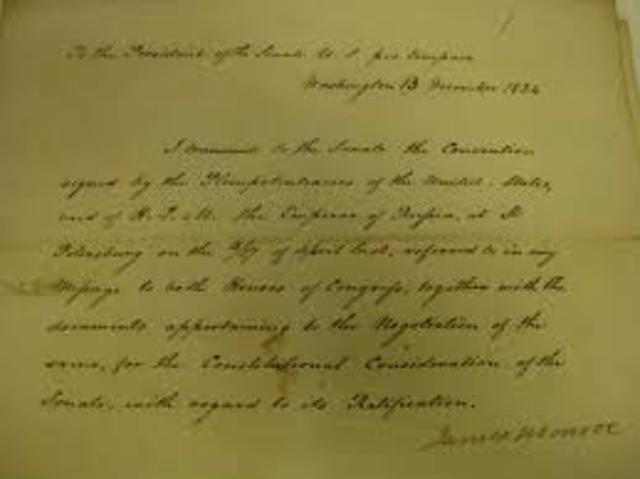 To the President of the Senate U. S pro tempore
Washington 13 December 1824
I communicate to the Senate the Convention
signed by the Plenipotentiaries of the United States,
and of H. I. M. the Emperor of Russia, at St
Petersburg on the 5/17 of April last, referred to in my
Message to both Houses of Congress, together with the
documents appertaining to the Negotiation of the
same, for the Constitutional Consideration of the
Senate, with regard to its Ratification.
James Monroe